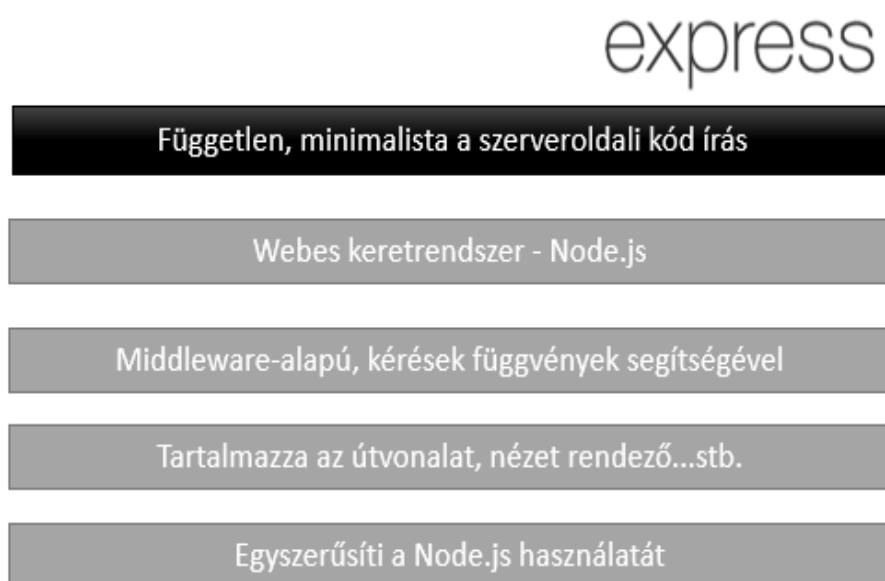 express
Független, minimalista a szerveroldali kód írás
Webes keretrendszer - Node.js
Middleware-alapú, kérések függvények segítségével
Tartalmazza az útvonalat, nézet rendező...stb.
Egyszerűsíti a Node.js használatát